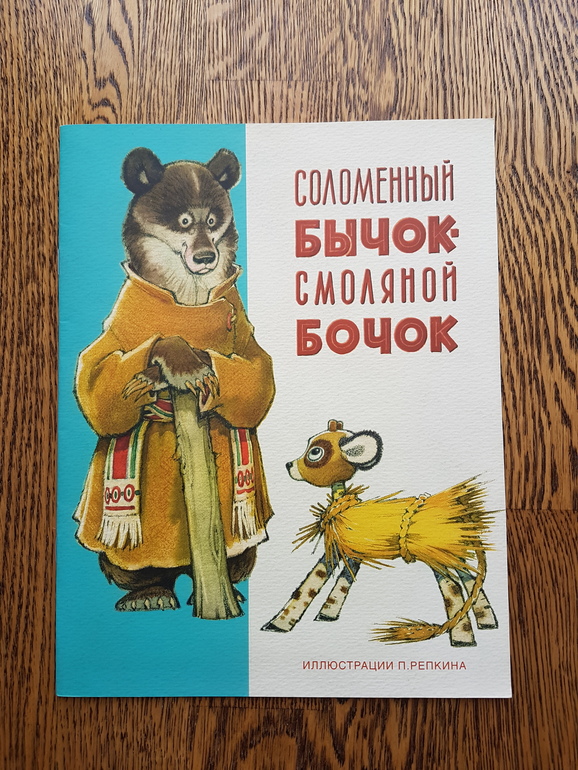 СОЛОМЕННЫЙ
БЫЧОК-
СМОЛЯНОЙ
БОЧОК
ИЛЛЮСТРАЦИИ П.РЕПКИНА